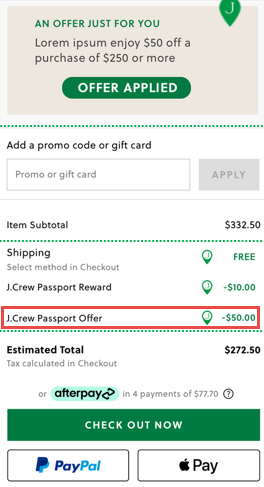 J
AN OFFER JUST FOR YOU
Lorem ipsum enjoy $50 off a
purchase of $250 or more
OFFER APPLIED
Add a promo code or gift card
Promo or gift card
APPLY
Item Subtotal $332.50
Shipping J FREE
Select method in Checkout
J.Crew Passport Reward J -$10.00
J.Crew Passport Offer J -$50.00
Estimated Total $272.50
Tax calculated in Checkout
or afterpay in 4 payments of $77.70 ?
CHECK OUT NOW
PayPal Pay